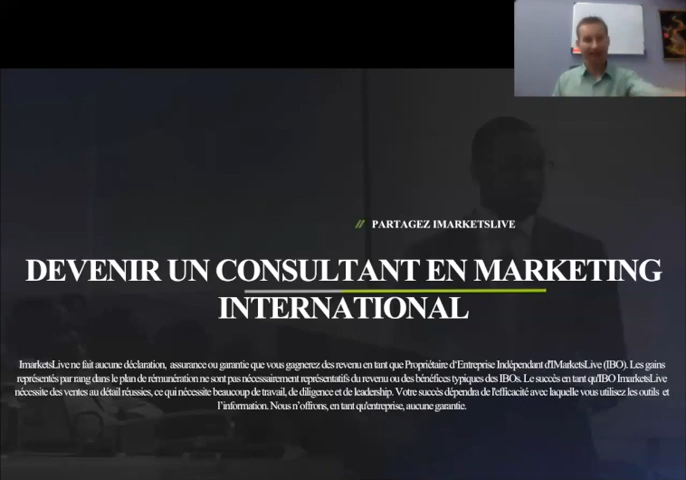 // PARTAGEZ IMARKETSLIVE
DEVENIR UN CONSULTANT EN MARKETING
INTERNATIONAL
ImarketsLive ne fait aucune déclaration, assurance ou garantie que vous gagnerez des revenu en tant que Propriétaire d'Entreprise Indépendant d'IMarketsLive (IBO). Les gains
représentés par rang dans le plan de rémunération ne sont pas nécessairement représentatifs du revenu ou des bénéfices typiques des IBOs. Le succès en tant qu'IBO ImarketsLive
nécessite des ventes au détail réussies, ce qui nécessite beaucoup de travail, de diligence et de leadership. Votre succès dépendra de l'efficacité avec laquelle vous utilisez les outils et
l'information. Nous n'offrons, en tant qu'entreprise, aucune garantie.